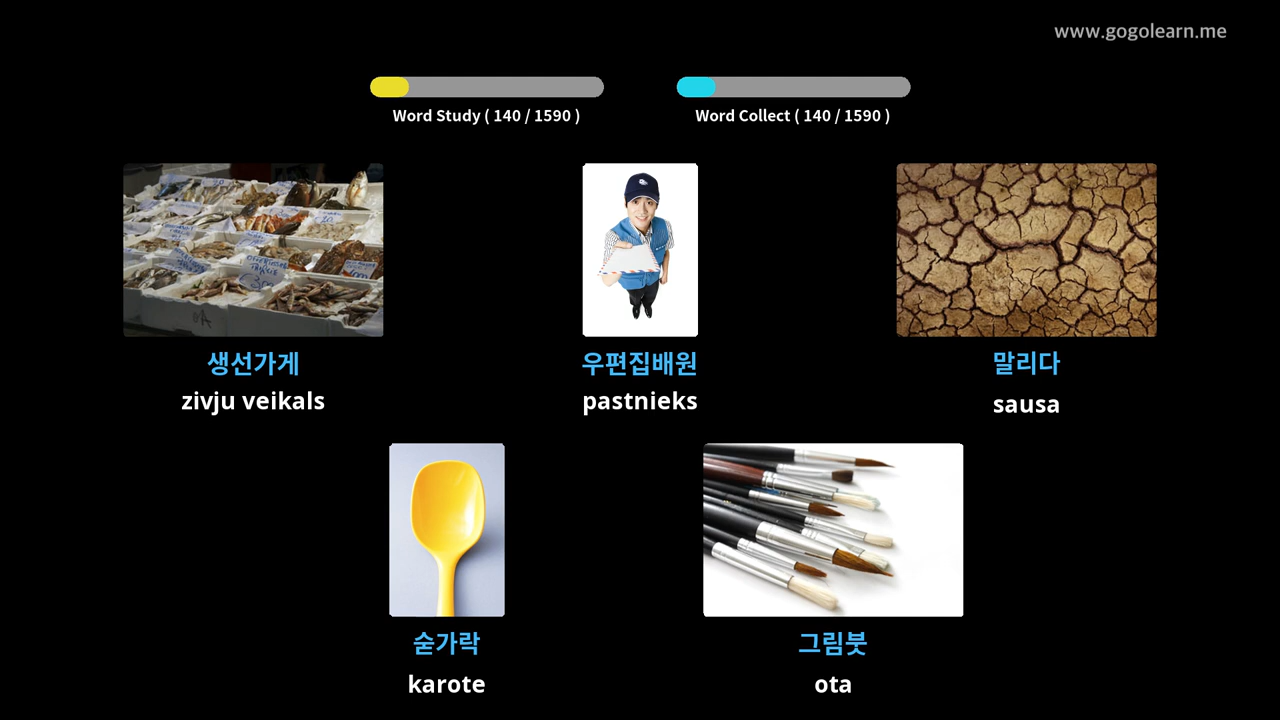 www.gogolearn.me
Word Study ( 140 / 1590 )
Word Collect ( 140 / 1590 )
생선가게
zivju veikals
우편집배원
pastnieks
말리다
sausa
숟가락
karote
그림붓
ota